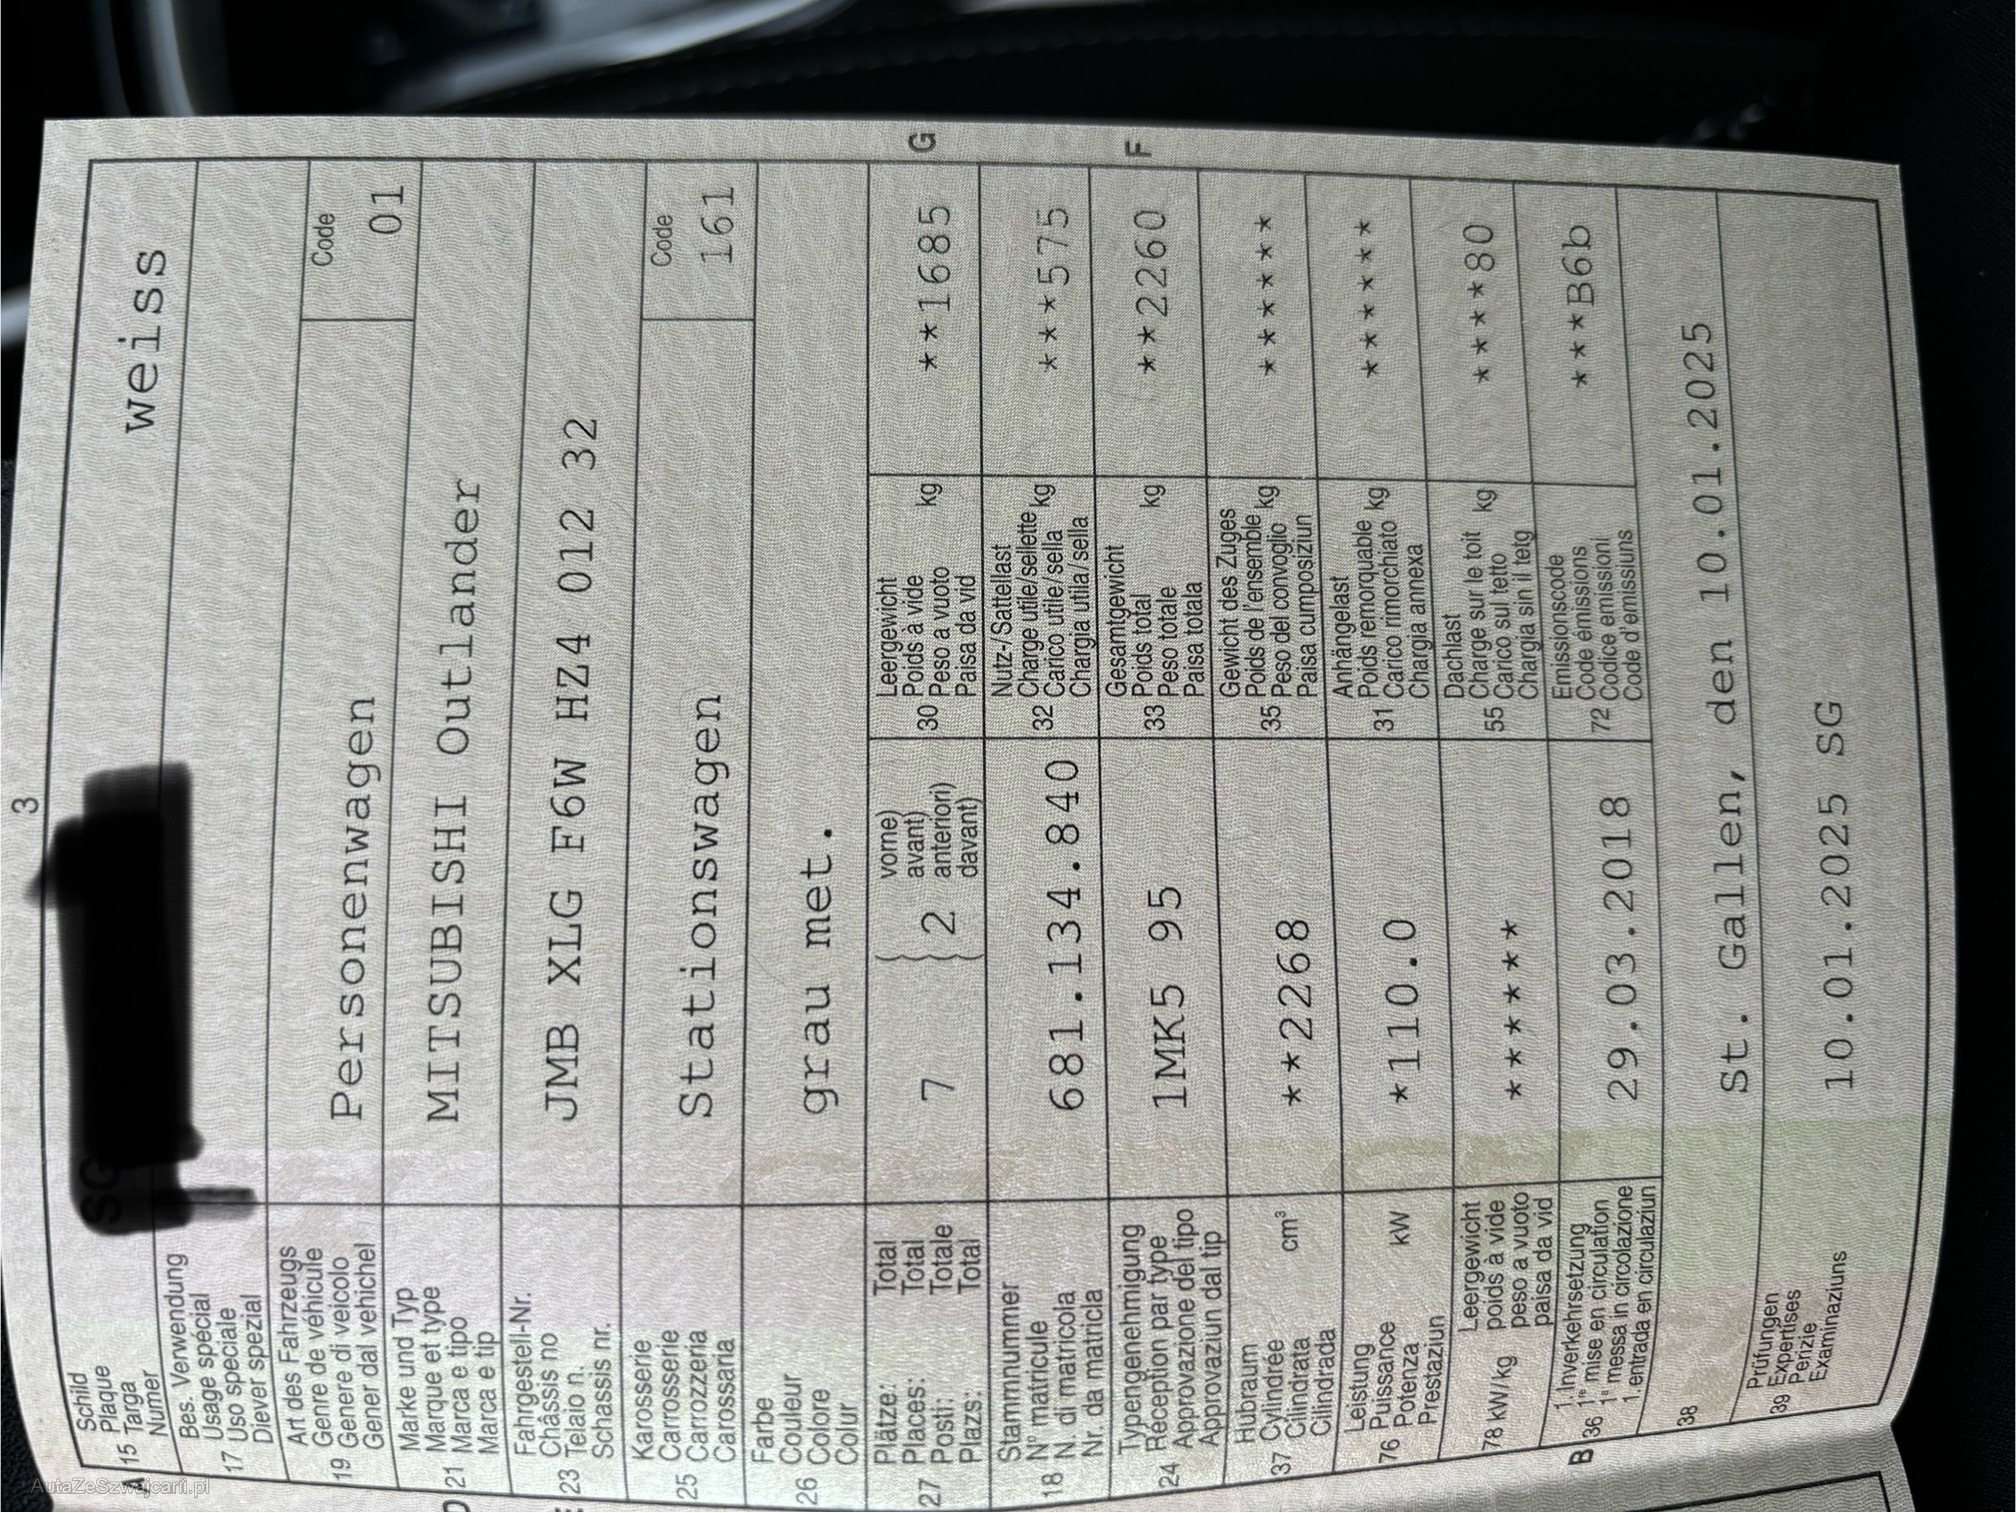 3
Schild
Plaque
A 15 Targa
Numer
SG
weiss
Bes. Verwendung
Usage spécial
17 Uso speciale
Diever spezial
Art des Fahrzeugs
Genre de véhicule
19 Genere di veicolo
Gener dal vehichel
Personenwagen
Code
01
Marke und Typ
Marque et type
D 21 Marca e tipo
Marca e tip
MITSUBISHI Outlander
Fahrgestell-Nr.
Châssis no
23 Telaio n.
Schassis nr.
JMB XLG F6W HZ4 012 32
Karosserie
Carrosserie
25 Carrozzeria
Carossaria
Stationswagen
Code
161
Farbe
Couleur
26 Colore
Colur
grau met.
Plätze: Total
Places: Total
27 Posti: Totale
Plazs: Total
7
2
vorne)
avant)
anteriori)
davant)
Leergewicht
Poids à vide
30 Peso a vuoto kg
Paisa da vid
**1685
G
Stammnummer
N° matricule
18 N. di matricola
Nr. da matricla
681.134.840
Nutz-/Sattellast
Charge utile/sellette
32 Carico utile/sella kg
Chargia utila/sella
***575
Typengenehmigung
Réception par type
24 Approvazione del tipo
Approvaziun dal tip
1MK5 95
Gesamtgewicht
Poids total
33 Peso totale kg
Paisa totala
**2260
F
Hubraum
37 Cylindrée cm³
Cilindrata
Cilindrada
**2268
Gewicht des Zuges
Poids de l'ensemble
35 Peso del convoglio kg
Paisa cumposiziun
******
Leistung
76 Puissance kW
Potenza
Prestaziun
*110.0
Anhängelast
Poids remorquable
31 Carico rimorchiato kg
Chargia annexa
******
Leergewicht
78 kW/kg poids à vide
peso a vuoto
paisa da vid
******
Dachlast
Charge sur le toit
55 Carico sul tetto kg
Chargia sin il tetg
****80
1. Inverkehrsetzung
B 36 1re mise en circulation
1a messa in circolazione
1. entrada en circulaziun
29.03.2018
Emissionscode
Code émissions
72 Codice emissioni
Code d'emissiuns
***B6b
38
St. Gallen, den 10.01.2025
Prüfungen
39 Expertises
Perizie
Examinaziuns
10.01.2025 SG
AutaZeSzwajcarii.pl